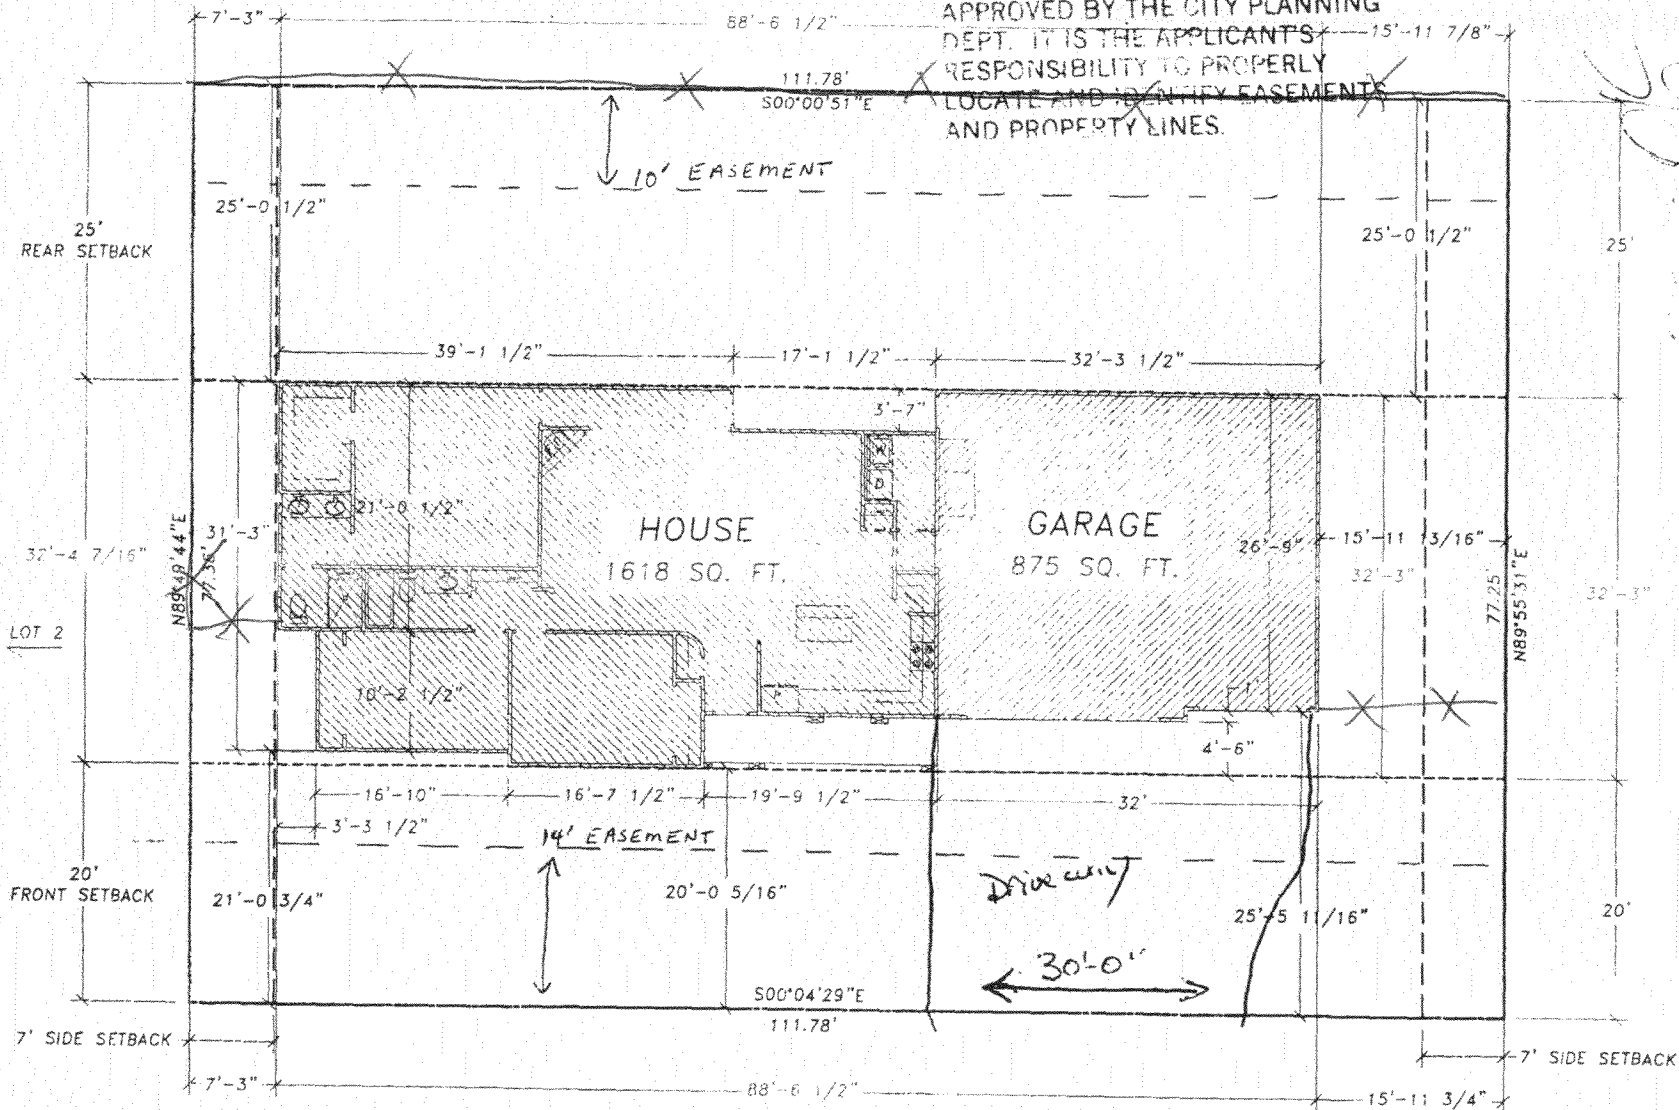 7'-3"
88'-6 1/2"
APPROVED BY THE CITY PLANNING
DEPT. IT IS THE APPLICANT'S
RESPONSIBILITY TO PROPERLY
LOCATE AND IDENTIFY EASEMENTS
AND PROPERTY LINES.
15'-11 7/8"
111.78'
S00°00'51"E
10' EASEMENT
25'-0 1/2"
25'-0 1/2"
25'
REAR SETBACK
25'
39'-1 1/2"
17'-1 1/2"
32'-3 1/2"
3'-7"
21'-0 1/2"
HOUSE
1618 SQ. FT.
GARAGE
875 SQ. FT.
26'-9"
15'-11 13/16"
32'-3"
32'-3"
31'-3"
32'-4 7/16"
N89°49'44"E
77.36'
77.25'
N89°55'31"E
LOT 2
W
D
10'-2 1/2"
1'
4'-6"
16'-10"
16'-7 1/2"
19'-9 1/2"
32'
3'-3 1/2"
14' EASEMENT
20'
FRONT SETBACK
21'-0 3/4"
20'-0 5/16"
Driveway
25'-5 11/16"
20'
30'-0"
S00°04'29"E
111.78'
7' SIDE SETBACK
7' SIDE SETBACK
7'-3"
88'-6 1/2"
15'-11 3/4"